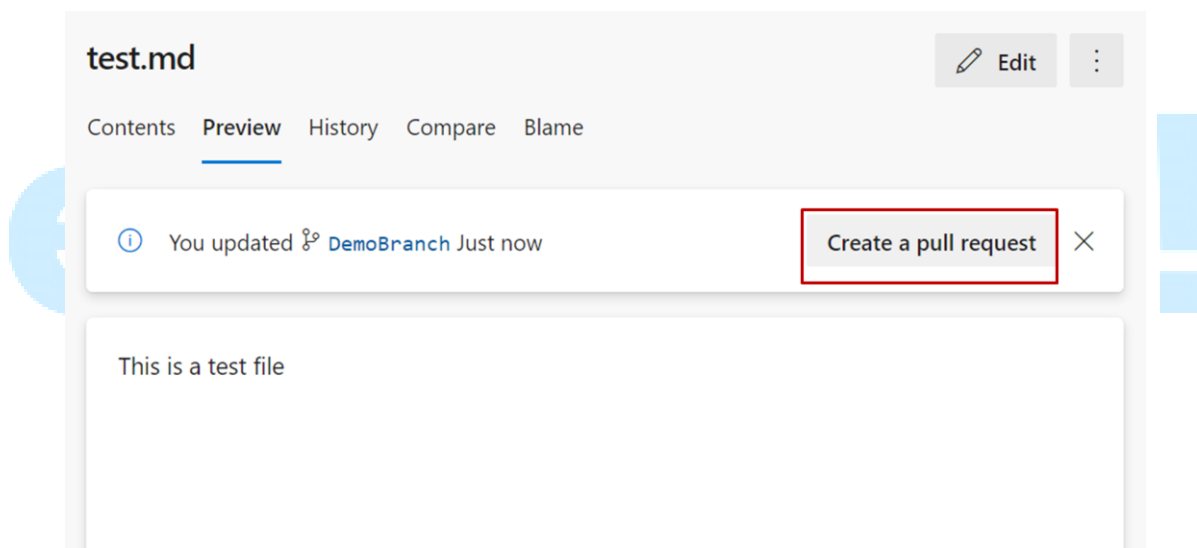 test.md
Edit
Contents Preview History Compare Blame
You updated DemoBranch Just now
Create a pull request
This is a test file